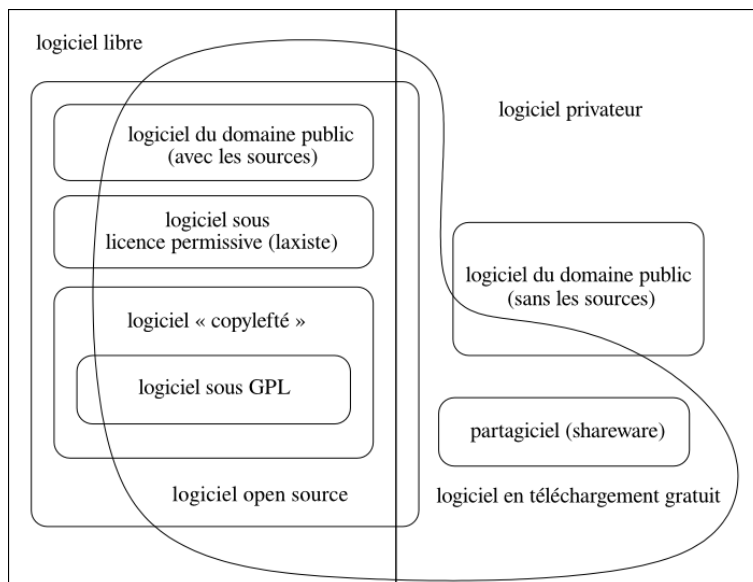 logiciel libre
logiciel privateur
logiciel du domaine public
(avec les sources)
logiciel sous
licence permissive (laxiste)
logiciel du domaine public
(sans les sources)
logiciel « copylefté »
logiciel sous GPL
partagiciel (shareware)
logiciel open source
logiciel en téléchargement gratuit